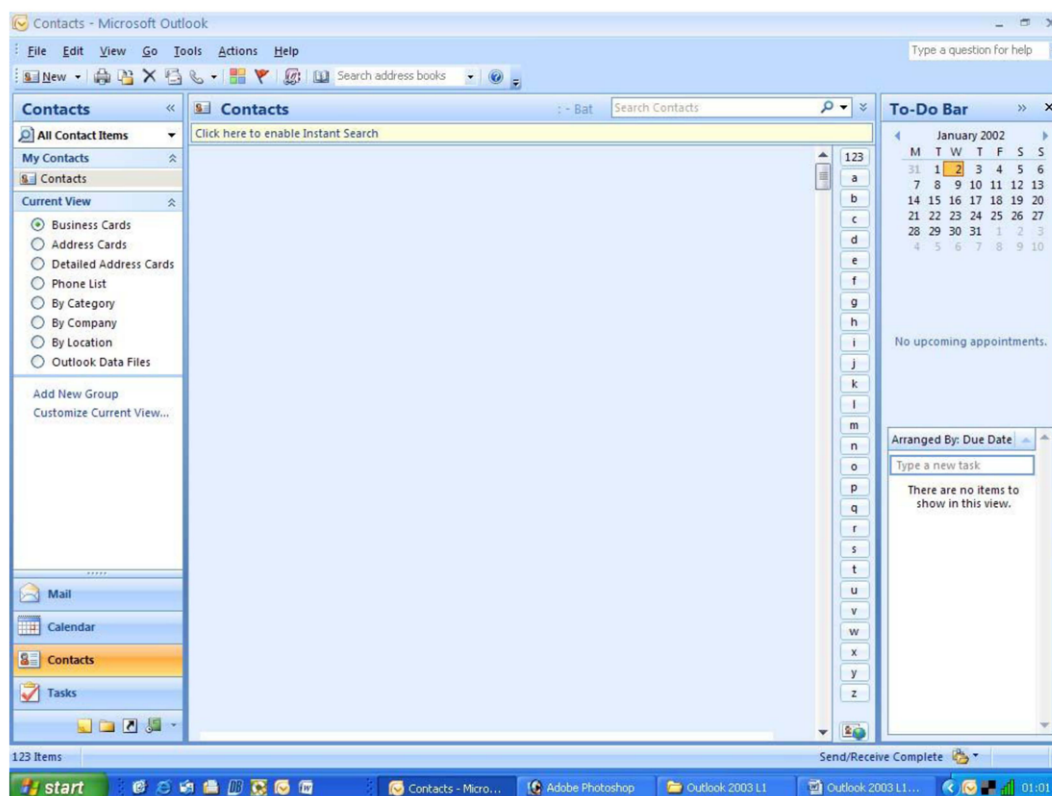 Contacts - Microsoft Outlook
File Edit View Go Tools Actions Help
Type a question for help
New
Search address books
Contacts
All Contact Items
My Contacts
Contacts
Current View
Business Cards
Address Cards
Detailed Address Cards
Phone List
By Category
By Company
By Location
Outlook Data Files
Add New Group
Customize Current View...
Mail
Calendar
Contacts
Tasks
Contacts : - Bat Search Contacts
Click here to enable Instant Search
123
a
b
c
d
e
f
g
h
i
j
k
l
m
n
o
p
q
r
s
t
u
v
w
x
y
z
To-Do Bar
January 2002
M T W T F S S
31 1 2 3 4 5 6
7 8 9 10 11 12 13
14 15 16 17 18 19 20
21 22 23 24 25 26 27
28 29 30 31 1 2 3
4 5 6 7 8 9 10
No upcoming appointments.
Arranged By: Due Date
Type a new task
There are no items to
show in this view.
123 Items
Send/Receive Complete
start Contacts - Micro... Adobe Photoshop Outlook 2003 L1 Outlook 2003 L1... 01:01